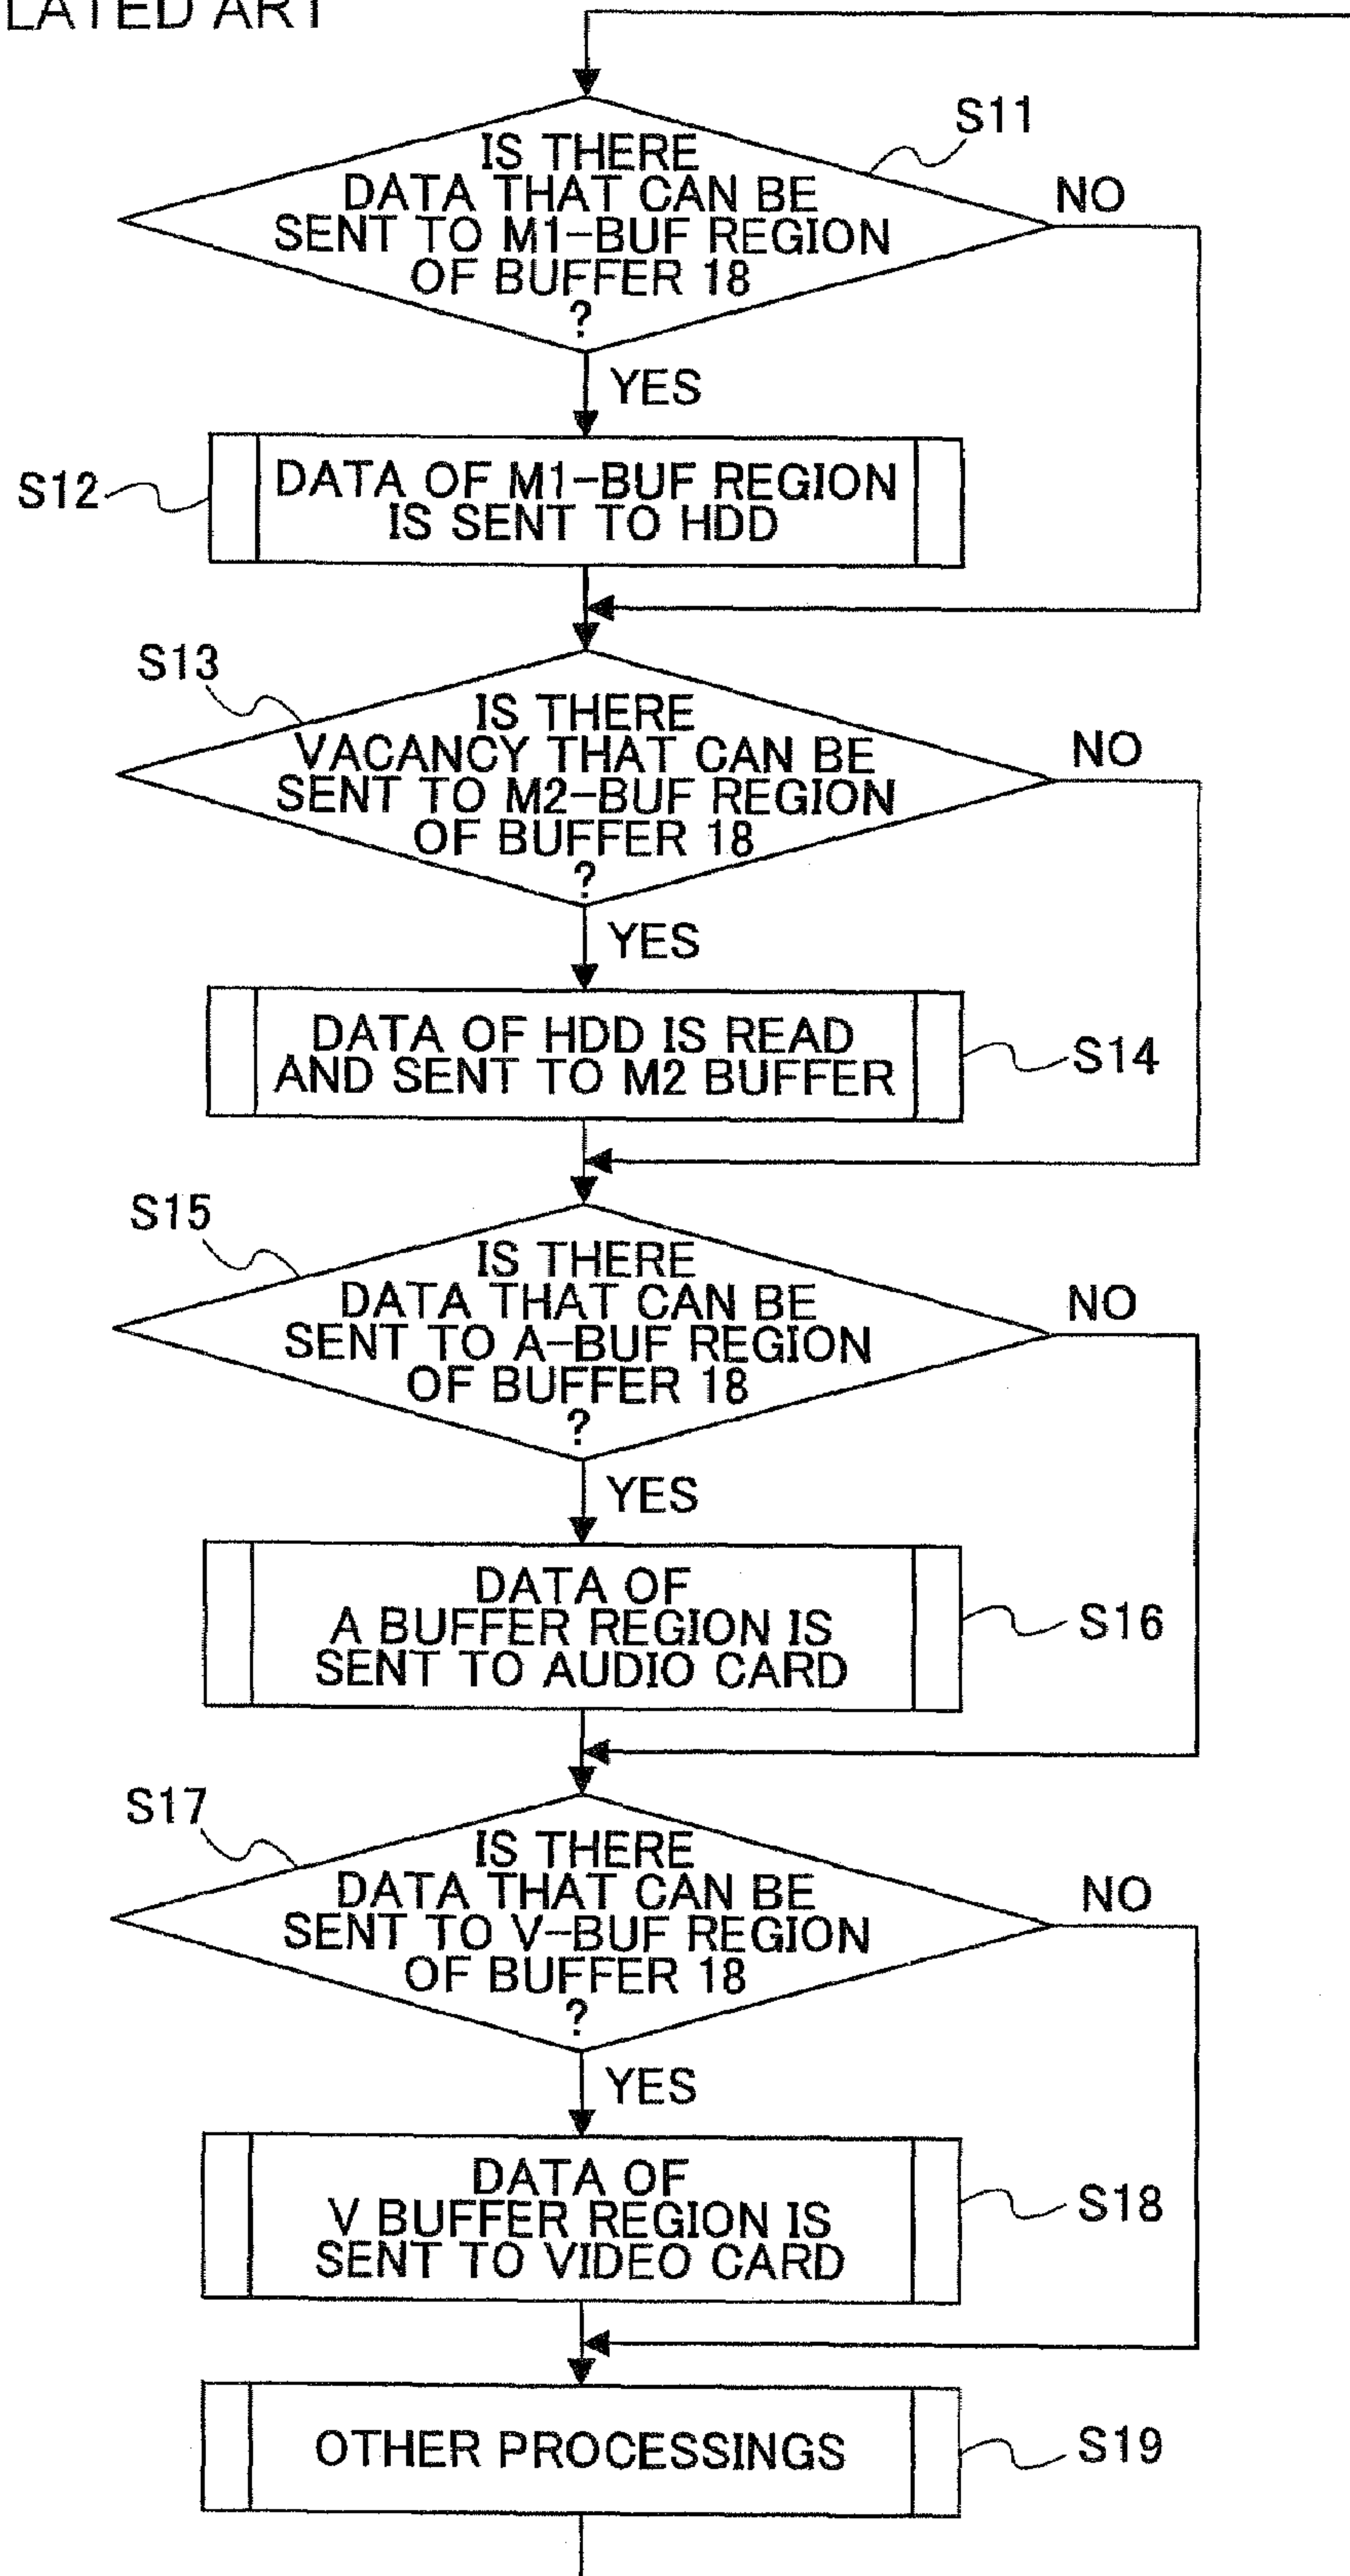 LATED ART
S11
IS THERE
DATA THAT CAN BE
SENT TO M1-BUF REGION
OF BUFFER 18
?
NO
YES
S12
DATA OF M1-BUF REGION
IS SENT TO HDD
S13
IS THERE
VACANCY THAT CAN BE
SENT TO M2-BUF REGION
OF BUFFER 18
?
NO
YES
DATA OF HDD IS READ
AND SENT TO M2 BUFFER
S14
S15
IS THERE
DATA THAT CAN BE
SENT TO A-BUF REGION
OF BUFFER 18
?
NO
YES
DATA OF
A BUFFER REGION IS
SENT TO AUDIO CARD
S16
S17
IS THERE
DATA THAT CAN BE
SENT TO V-BUF REGION
OF BUFFER 18
?
NO
YES
DATA OF
V BUFFER REGION IS
SENT TO VIDEO CARD
S18
OTHER PROCESSINGS
S19